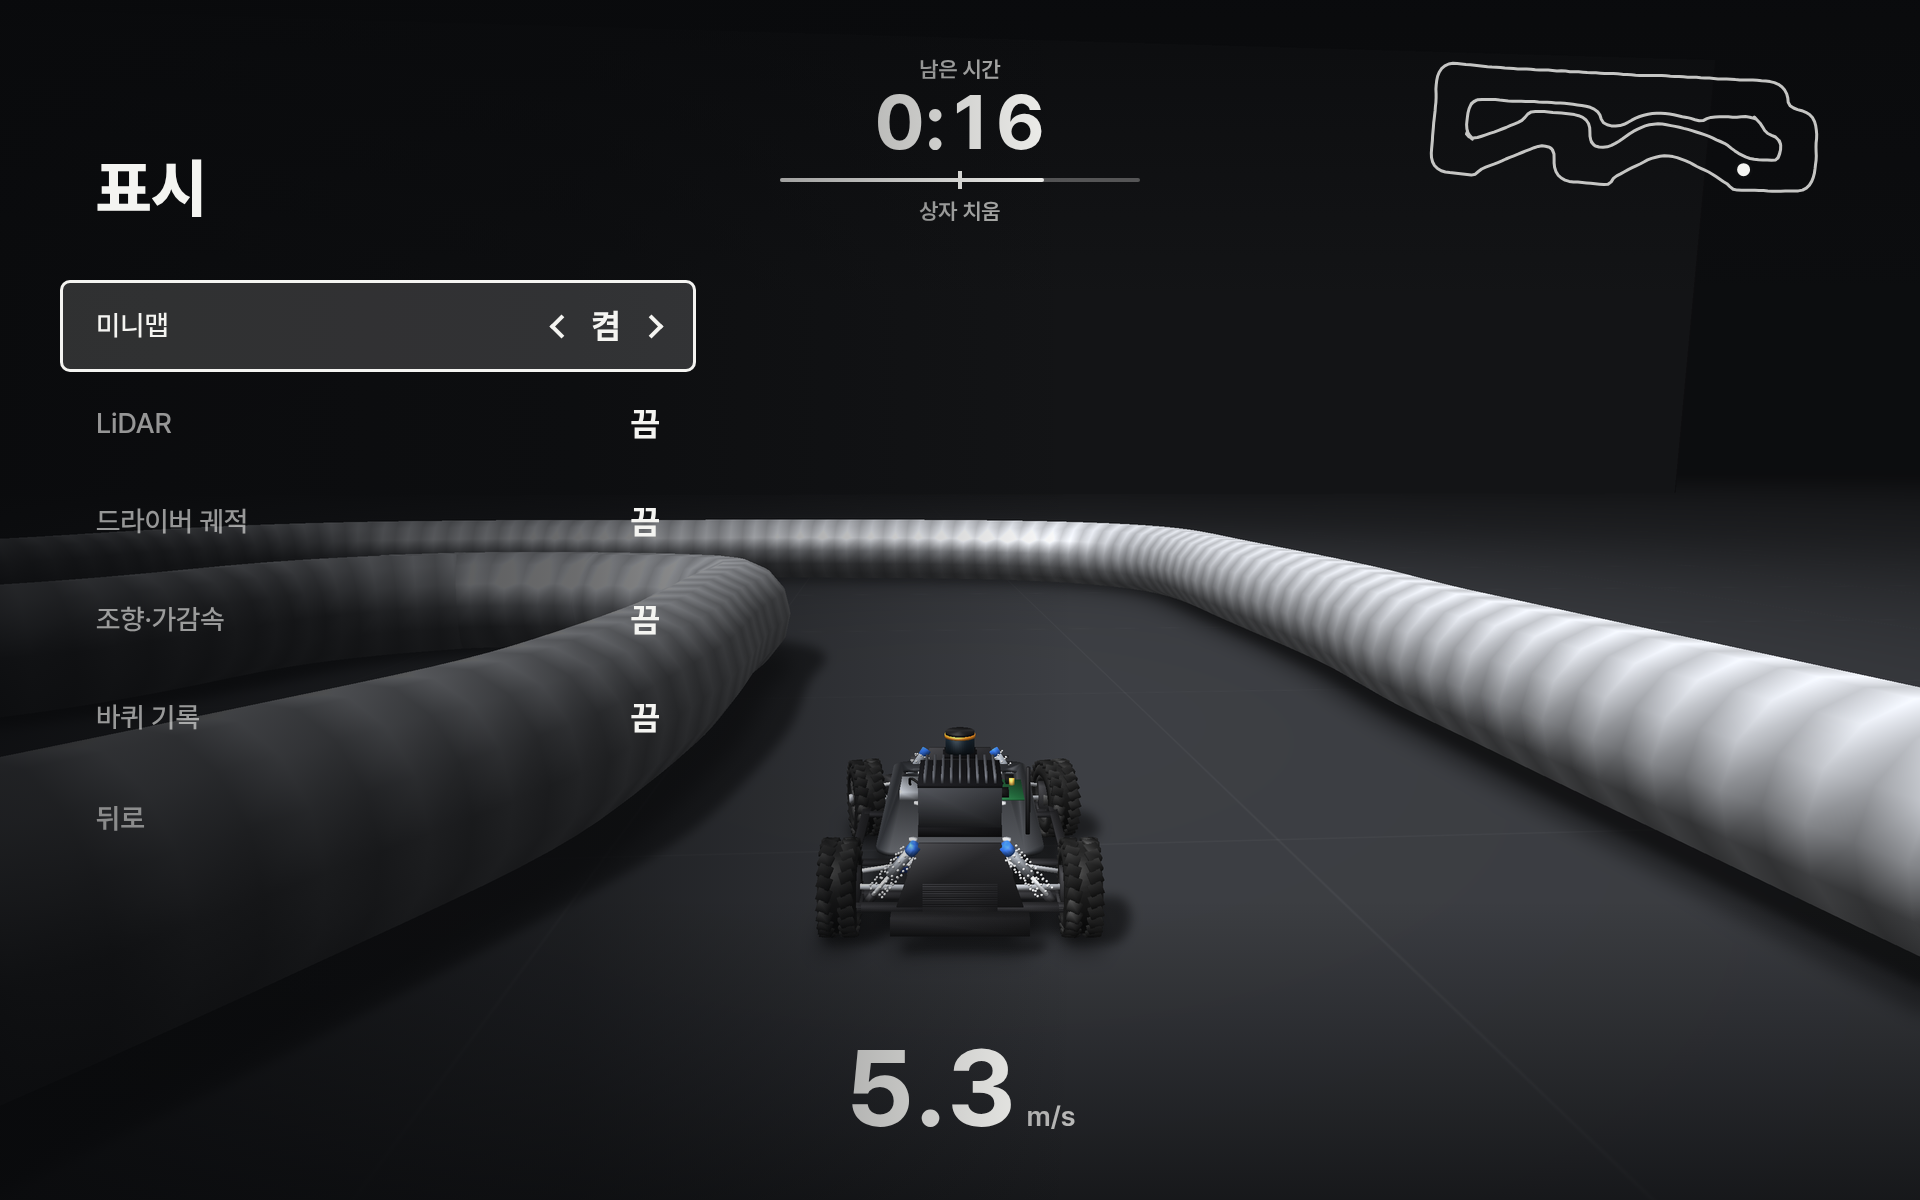 남은 시간
0:16
상자 치움
표시
미니맵 켬
LiDAR 끔
드라이버 궤적 끔
조향·가감속 끔
바퀴 기록 끔
뒤로
5.3 m/s